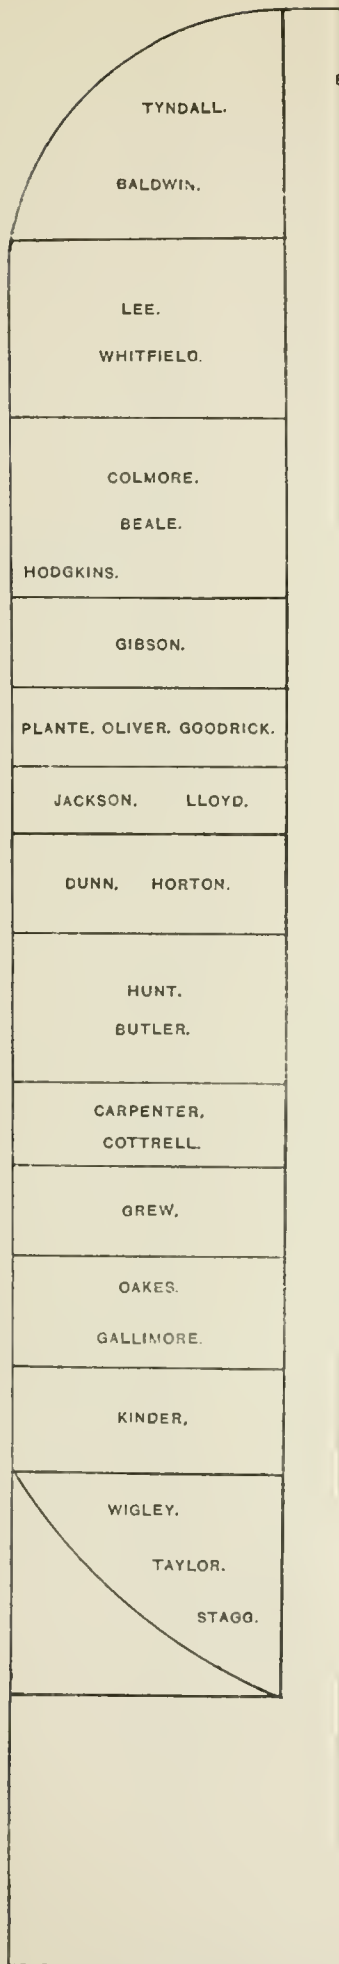 TYNDALL.
BALDWIN.
LEE.
WHITFIELD.
COLMORE.
BEALE.
HODGKINS.
GIBSON.
PLANTE, OLIVER. GOODRICK.
JACKSON, LLOYD.
DUNN, HORTON.
HUNT.
BUTLER.
CARPENTER,
COTTRELL.
GREW,
OAKES.
GALLIMORE.
KINDER,
WIGLEY.
TAYLOR.
STAGG.